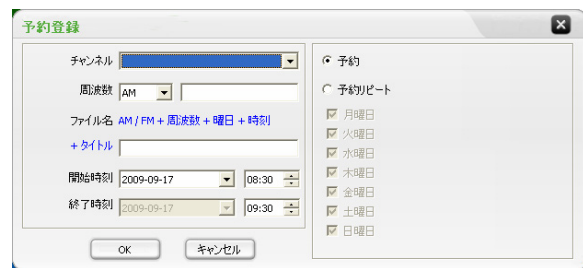 予約登録
チャンネル
周波数 AM
ファイル名 AM / FM + 周波数 + 曜日 + 時刻
+ タイトル
開始時刻 2009-09-17 08:30
終了時刻 2009-09-17 09:30
OK キャンセル
予約
予約リピート
月曜日
火曜日
水曜日
木曜日
金曜日
土曜日
日曜日